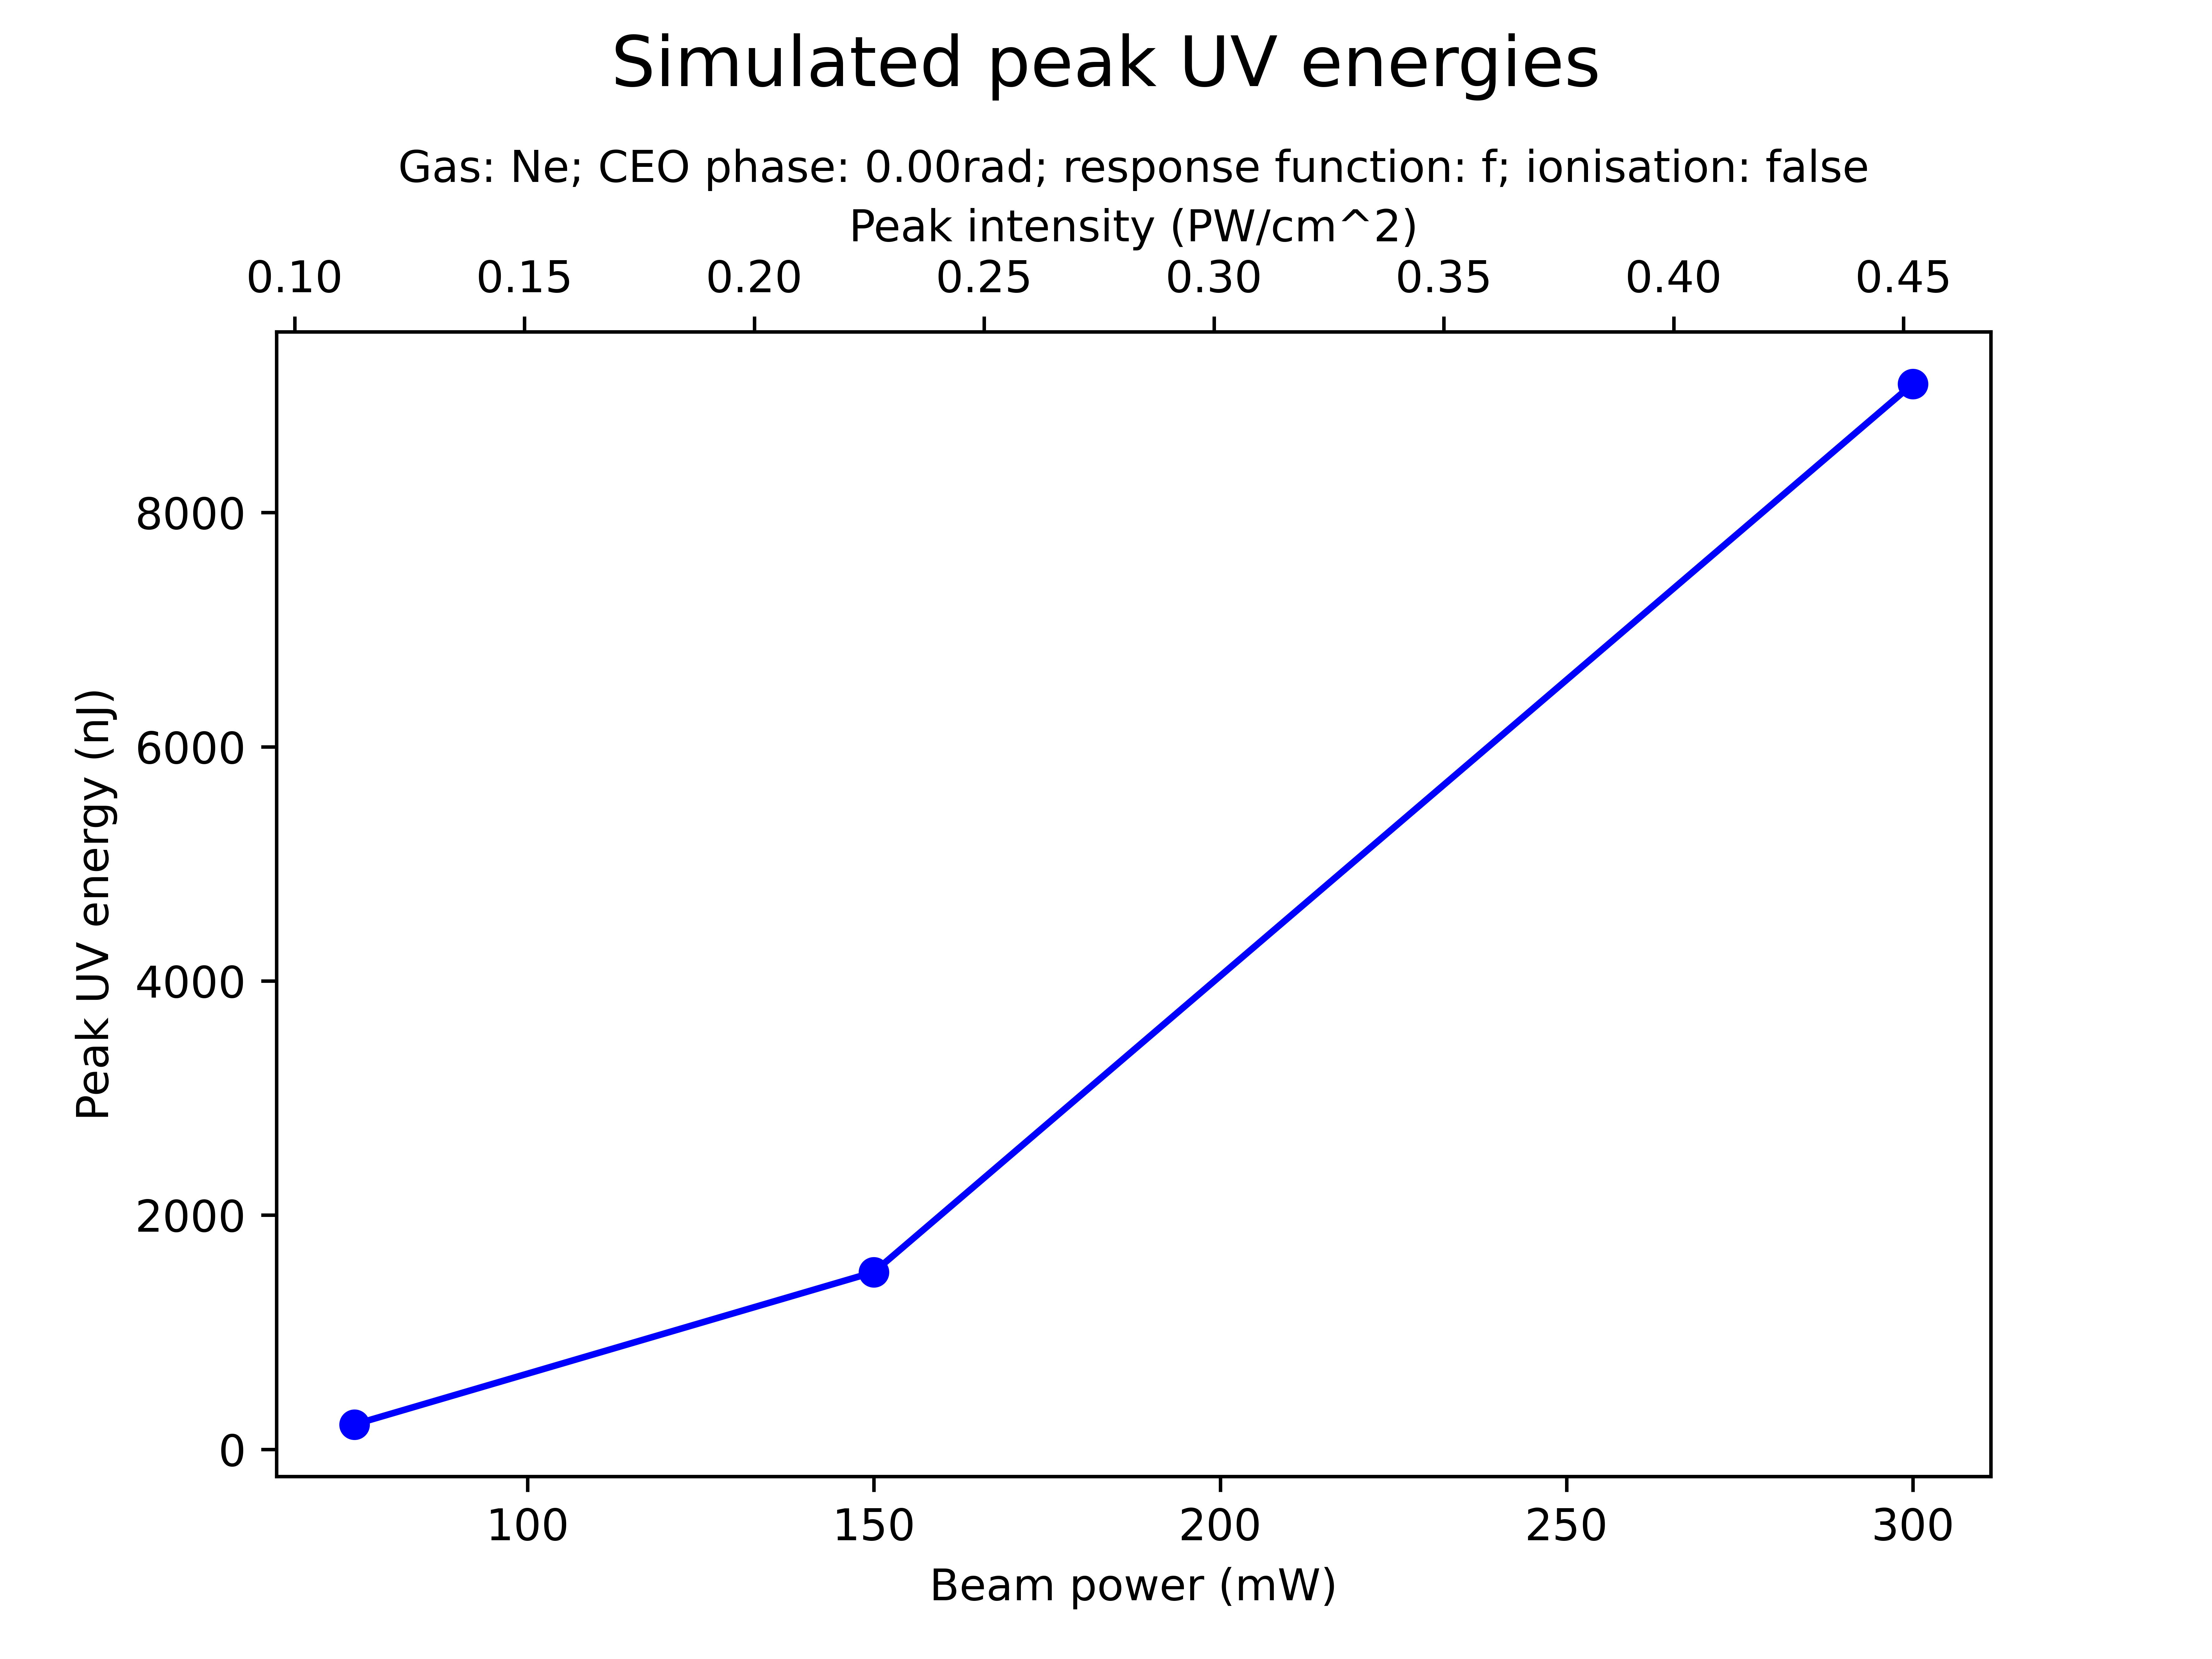 Simulated peak UV energies
Gas: Ne; CEO phase: 0.00rad; response function: f; ionisation: false
Peak intensity (PW/cm^2)
0.10 0.15 0.20 0.25 0.30 0.35 0.40 0.45
8000
6000
4000
2000
0
Peak UV energy (nJ)
100 150 200 250 300
Beam power (mW)